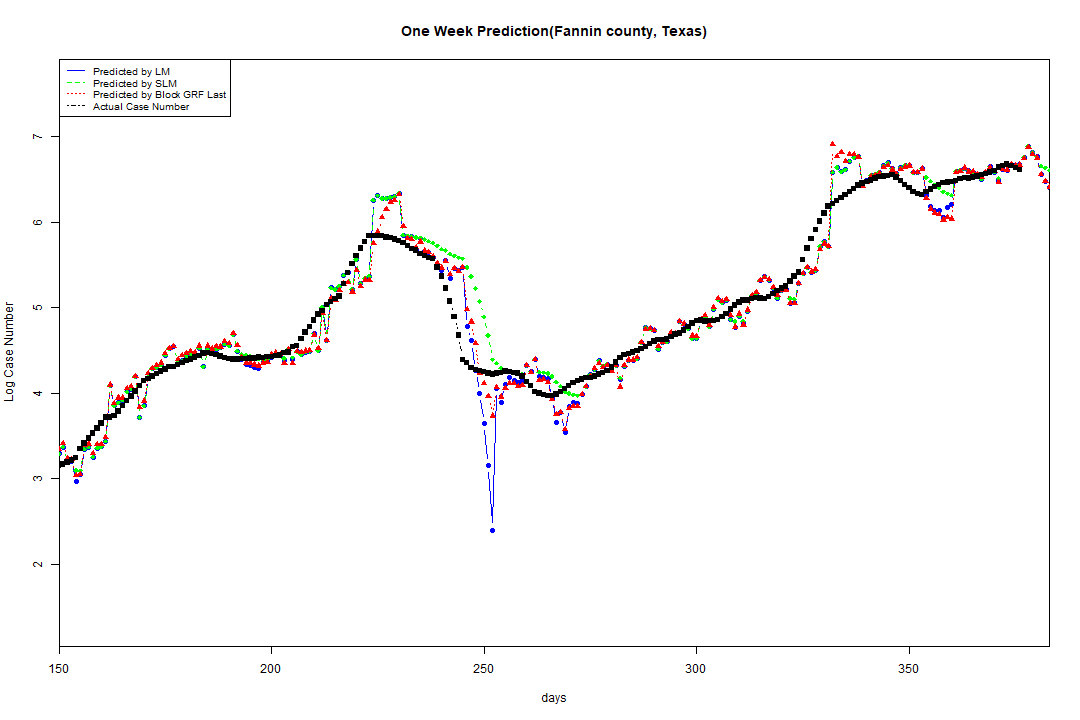 One Week Prediction(Fannin county, Texas)
Predicted by LM
Predicted by SLM
Predicted by Block GRF Last
Actual Case Number
7
6
5
4
3
2
Log Case Number
150 200 250 300 350
days